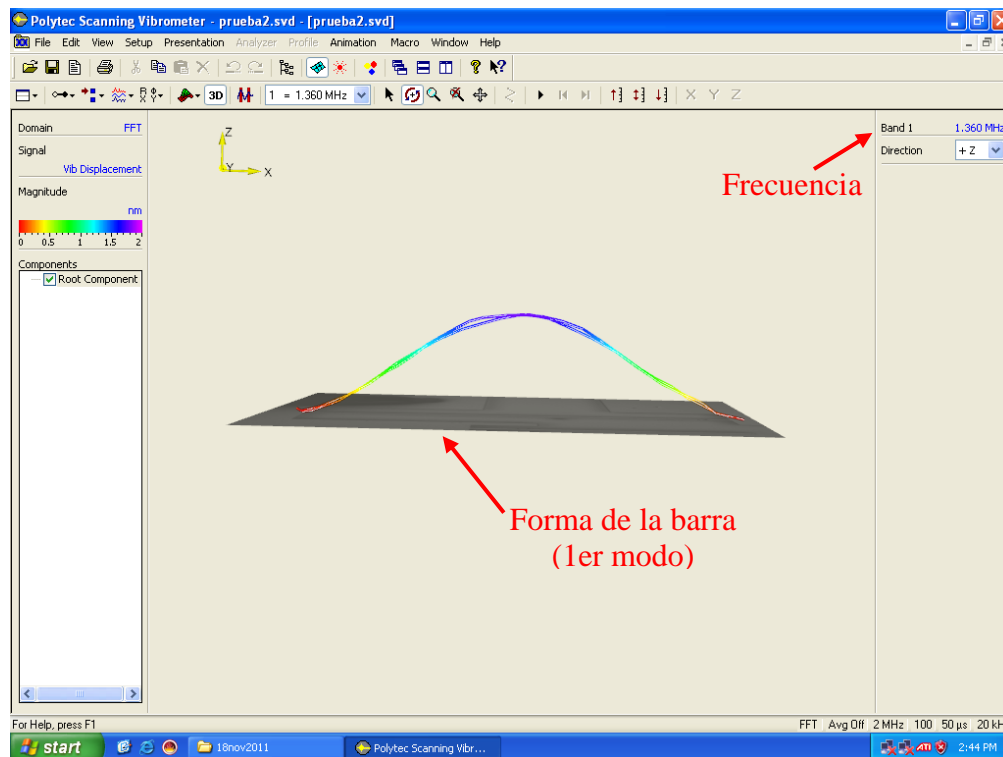 Polytec Scanning Vibrometer - prueba2.svd - [prueba2.svd]
File Edit View Setup Presentation Analyzer Profile Animation Macro Window Help
3D 1 = 1.360 MHz X Y Z
Domain FFT
Signal
Vib Displacement
Magnitude
nm
0 0.5 1 1.5 2
Components
Root Component
Z
Y X
Band 1 1.360 MHz
Direction + Z
Frecuencia
Forma de la barra
(1er modo)
For Help, press F1
FFT Avg Off 2 MHz 100 50 µs 20 kH
start 18nov2011 Polytec Scanning Vibr... ATI 2:44 PM